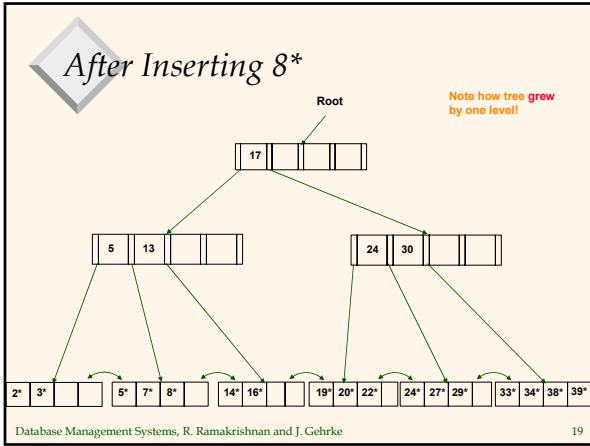 After Inserting 8*
Root
Note how tree grew
by one level!
17
5 13
24 30
2* 3* 5* 7* 8* 14* 16* 19* 20* 22* 24* 27* 29* 33* 34* 38* 39*
Database Management Systems, R. Ramakrishnan and J. Gehrke 19